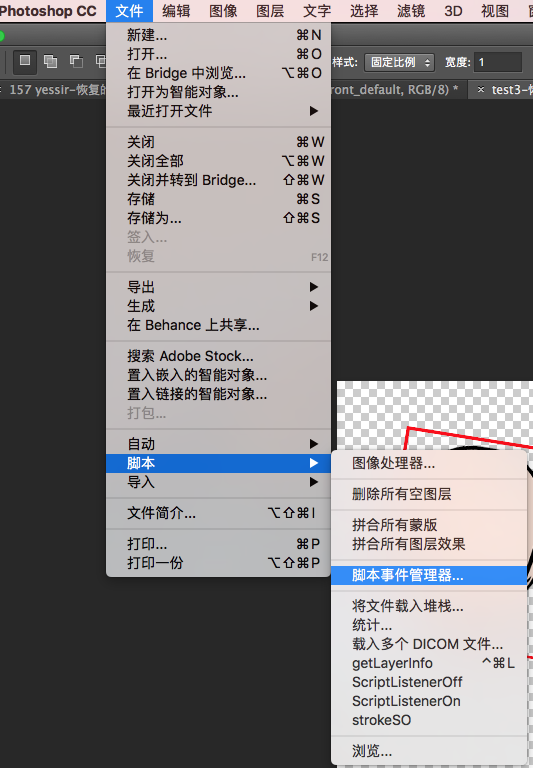 Photoshop CC 文件 编辑 图像 图层 文字 选择 滤镜 3D 视图
样式: 固定比例 宽度: 1
157 yessir-恢复的
ront_default, RGB/8) * × test3-恢
新建... ⌘N
打开... ⌘O
在 Bridge 中浏览... ⌥⌘O
打开为智能对象...
最近打开文件 ▶
关闭 ⌘W
关闭全部 ⌥⌘W
关闭并转到 Bridge... ⇧⌘W
存储 ⌘S
存储为... ⇧⌘S
签入...
恢复 F12
导出 ▶
生成 ▶
在 Behance 上共享...
搜索 Adobe Stock...
置入嵌入的智能对象...
置入链接的智能对象...
打包...
自动 ▶
脚本 ▶
导入 ▶
文件简介... ⌥⇧⌘I
打印... ⌘P
打印一份 ⌥⇧⌘P
图像处理器...
删除所有空图层
拼合所有蒙版
拼合所有图层效果
脚本事件管理器...
将文件载入堆栈...
统计...
载入多个 DICOM 文件...
getLayerInfo ^⌘L
ScriptListenerOff
ScriptListenerOn
strokeSO
浏览...